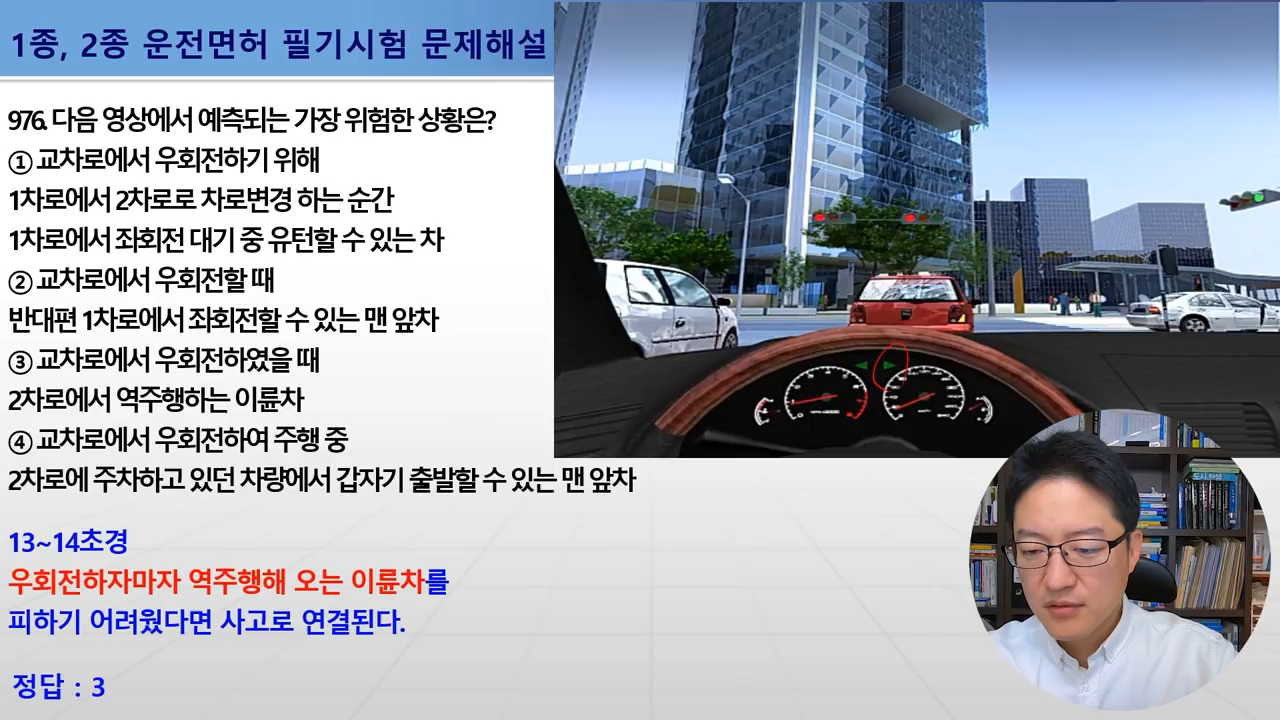 1종, 2종 운전면허 필기시험 문제해설
976. 다음 영상에서 예측되는 가장 위험한 상황은?
① 교차로에서 우회전하기 위해
1차로에서 2차로로 차로변경 하는 순간
1차로에서 좌회전 대기 중 유턴할 수 있는 차
② 교차로에서 우회전할 때
반대편 1차로에서 좌회전할 수 있는 맨 앞차
③ 교차로에서 우회전하였을 때
2차로에서 역주행하는 이륜차
④ 교차로에서 우회전하여 주행 중
2차로에 주차하고 있던 차량에서 갑자기 출발할 수 있는 맨 앞차
13~14초경
우회전하자마자 역주행해 오는 이륜차를
피하기 어려웠다면 사고로 연결된다.
정답 : 3